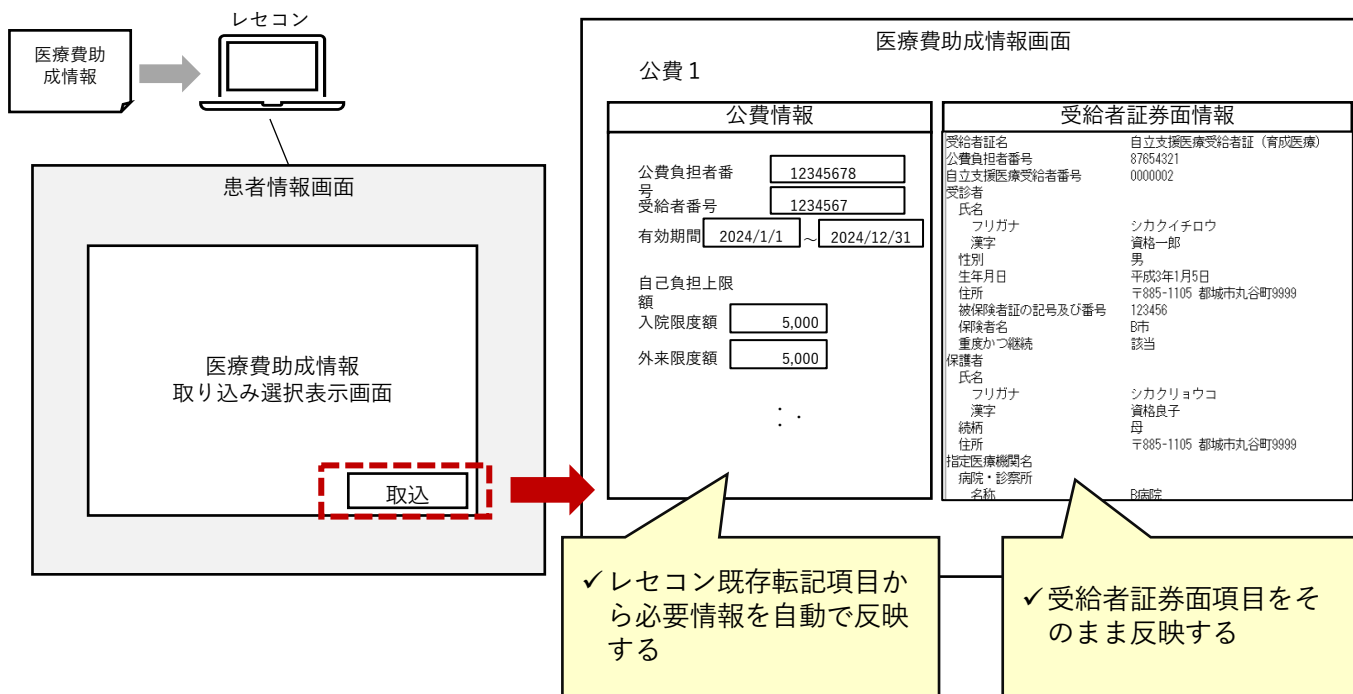 レセコン
医療費助
成情報
患者情報画面
医療費助成情報
取り込み選択表示画面
取込
医療費助成情報画面
公費１
公費情報
公費負担者番
号
12345678
受給者番号
1234567
有効期間
2024/1/1
～
2024/12/31
自己負担上限
額
入院限度額
5,000
外来限度額
5,000
受給者証券面情報
受給者証名 自立支援医療受給者証（育成医療）
公費負担者番号 87654321
自立支援医療受給者番号 0000002
受診者
氏名
フリガナ シカクイチロウ
漢字 資格一郎
性別 男
生年月日 平成3年1月5日
住所 〒885-1105 都城市丸谷町9999
被保険者証の記号及び番号 123456
保険者名 B市
重度かつ継続 該当
保護者
氏名
フリガナ シカクリョウコ
漢字 資格良子
続柄 母
住所 〒885-1105 都城市丸谷町9999
指定医療機関名
病院・診察所
名称 B病院
✓レセコン既存転記項目か
ら必要情報を自動で反映
する
✓受給者証券面項目をそ
のまま反映する